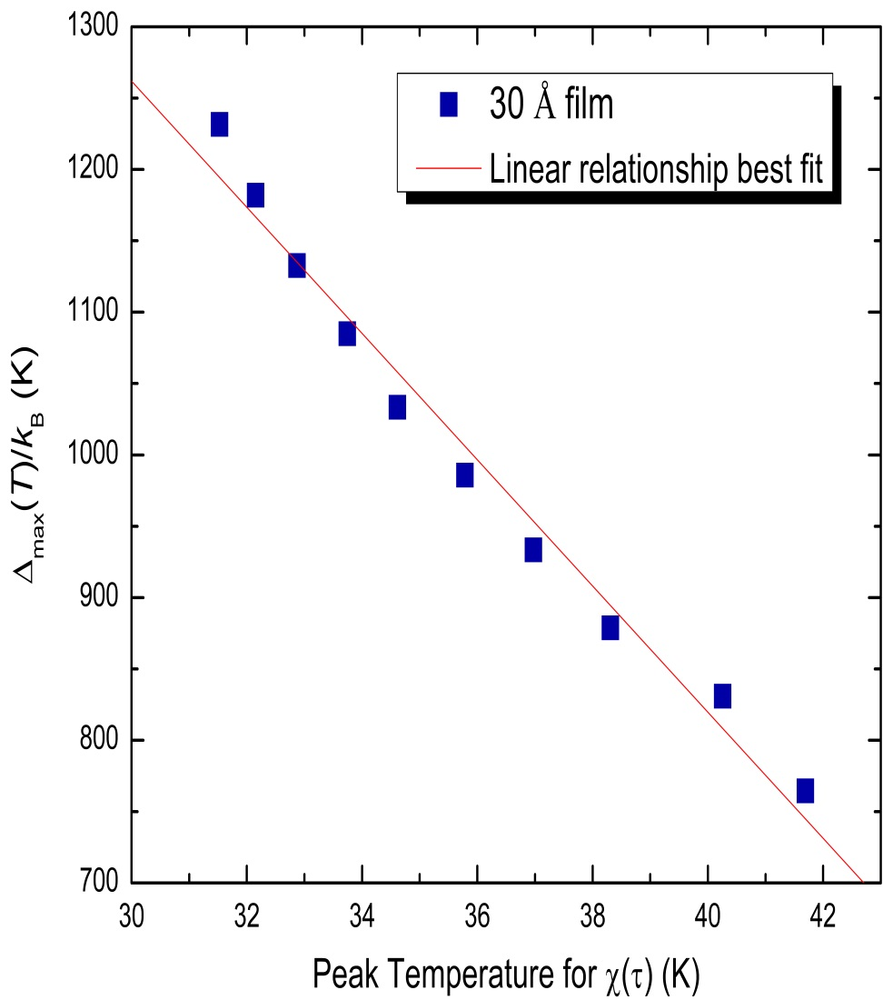 1300
1200
1100
1000
900
800
700
30 32 34 36 38 40 42
Δmax(T)/kB (K)
Peak Temperature for χ(τ) (K)
30 Å film
Linear relationship best fit